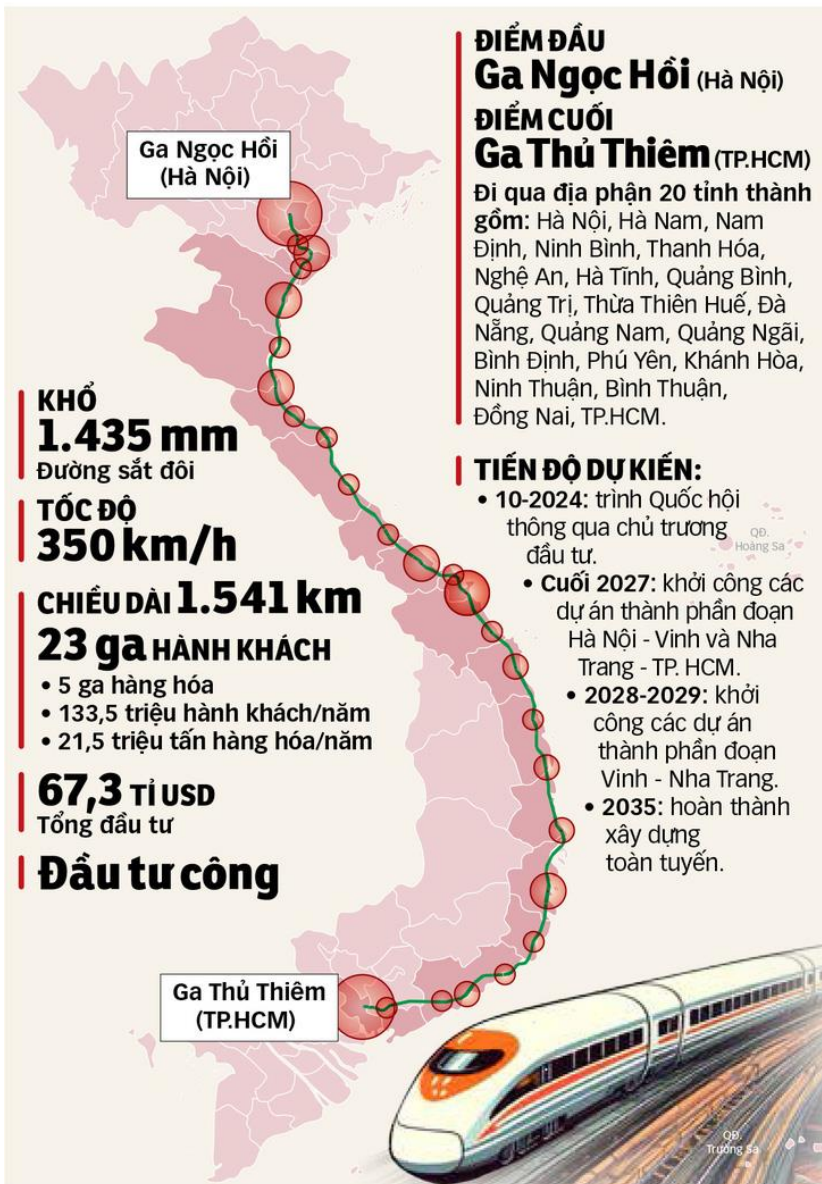 ĐIỂM ĐẦU
Ga Ngọc Hồi (Hà Nội)
ĐIỂM CUỐI
Ga Thủ Thiêm (TP.HCM)
Đi qua địa phận 20 tỉnh thành
gồm: Hà Nội, Hà Nam, Nam
Định, Ninh Bình, Thanh Hóa,
Nghệ An, Hà Tĩnh, Quảng Bình,
Quảng Trị, Thừa Thiên Huế, Đà
Nẵng, Quảng Nam, Quảng Ngãi,
Bình Định, Phú Yên, Khánh Hòa,
Ninh Thuận, Bình Thuận,
Đồng Nai, TP.HCM.
Ga Ngọc Hồi
(Hà Nội)
KHỔ
1.435 mm
Đường sắt đôi
TỐC ĐỘ
350 km/h
CHIỀU DÀI 1.541 km
23 ga HÀNH KHÁCH
• 5 ga hàng hóa
• 133,5 triệu hành khách/năm
• 21,5 triệu tấn hàng hóa/năm
67,3 TỈ USD
Tổng đầu tư
Đầu tư công
TIẾN ĐỘ DỰ KIẾN:
• 10-2024: trình Quốc hội
thông qua chủ trương
đầu tư.
• Cuối 2027: khởi công các
dự án thành phần đoạn
Hà Nội - Vinh và Nha
Trang - TP. HCM.
• 2028-2029: khởi
công các dự án
thành phần đoạn
Vinh - Nha Trang.
• 2035: hoàn thành
xây dựng
toàn tuyến.
QĐ.
Hoàng Sa
Ga Thủ Thiêm
(TP.HCM)
QĐ.
Trường Sa